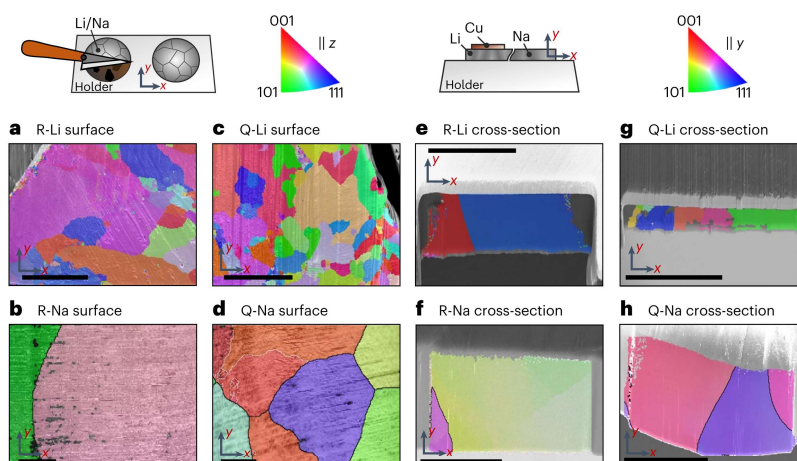 Li/Na
Holder
y
x
001
|| z
101
111
Cu
Li
Na
y
x
Holder
001
|| y
101
111
a R-Li surface
c Q-Li surface
e R-Li cross-section
g Q-Li cross-section
y
x
y
x
y
x
y
x
b R-Na surface
d Q-Na surface
f R-Na cross-section
h Q-Na cross-section
y
x
y
x
y
x
y
x